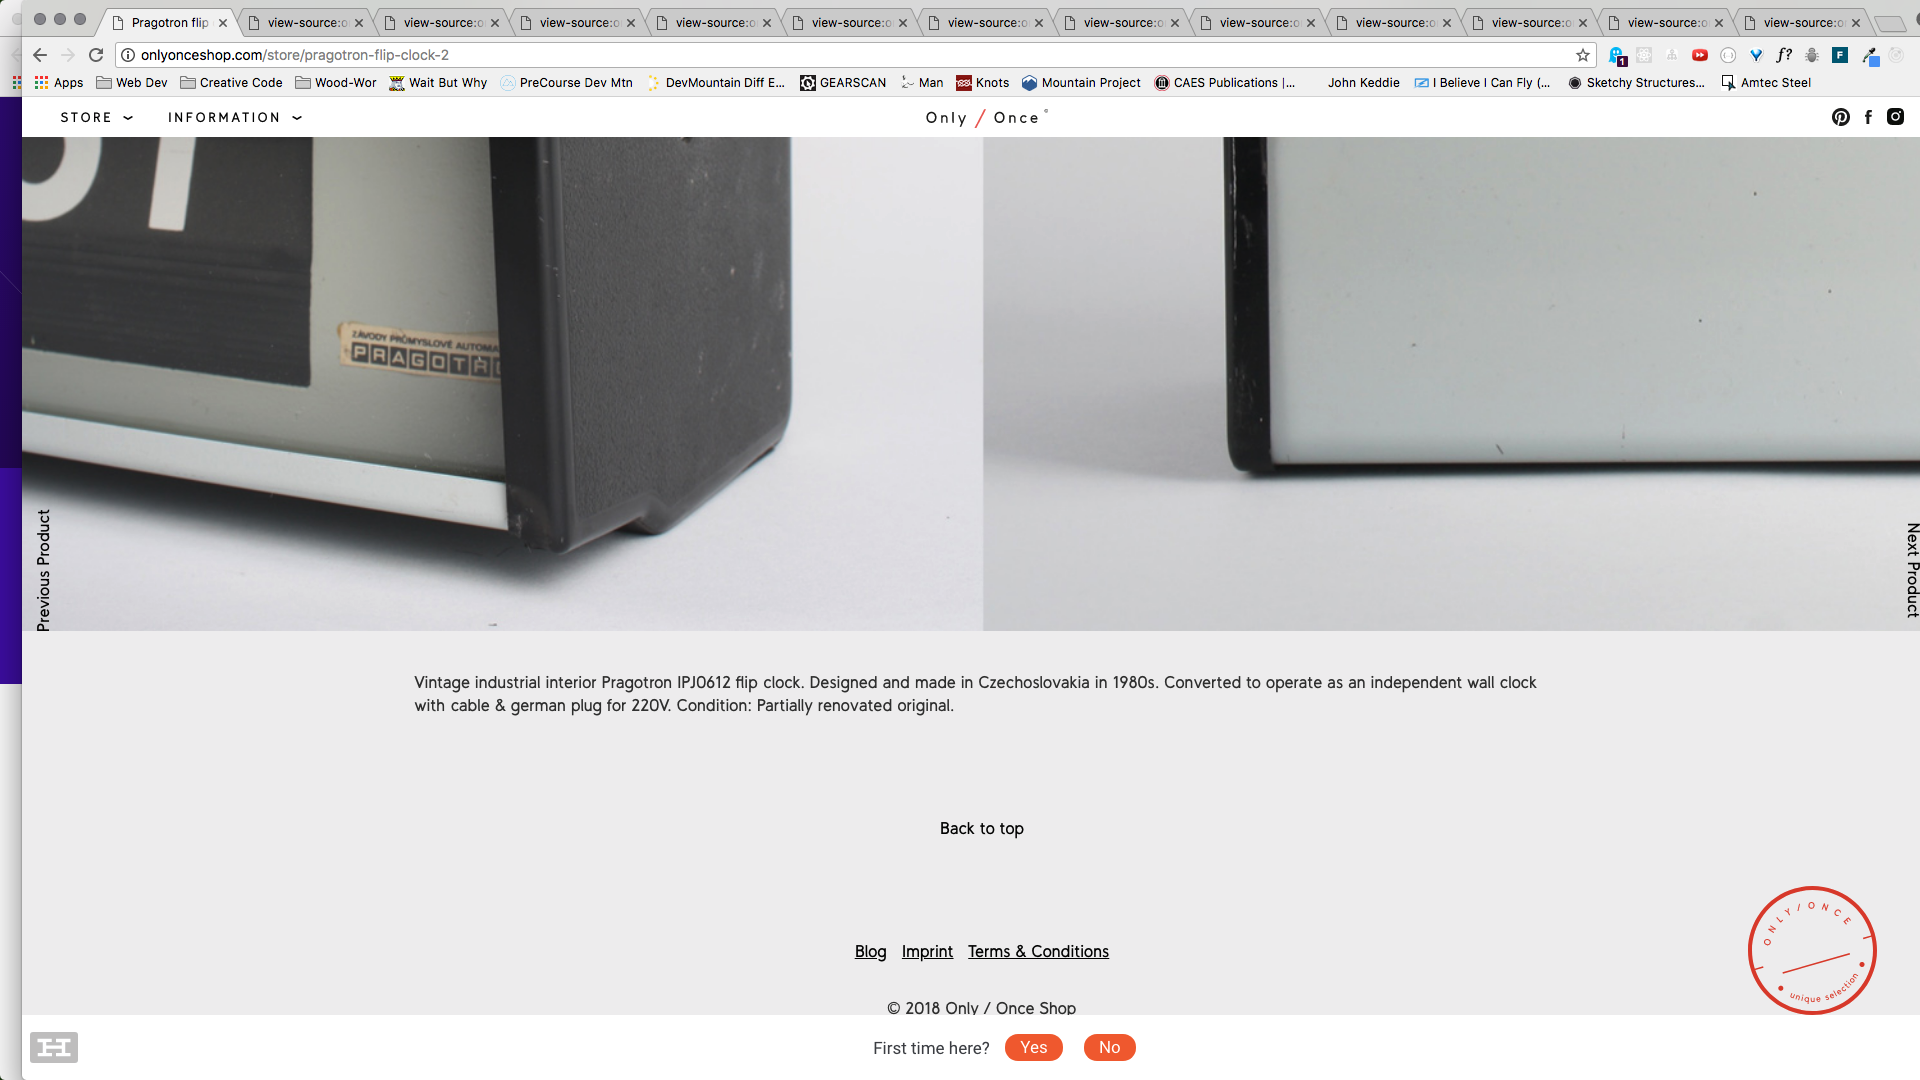 Pragotron flip
view-source:o
view-source:o
view-source:o
view-source:o
view-source:o
view-source:o
view-source:o
view-source:o
view-source:o
view-source:o
view-source:o
view-source:o
onlyonceshop.com/store/pragotron-flip-clock-2
1
f?
F
Apps Web Dev Creative Code Wood-Wor Wait But Why PreCourse Dev Mtn DevMountain Diff E... GEARSCAN Man Knots Mountain Project CAES Publications |... John Keddie I Believe I Can Fly (... Sketchy Structures... Amtec Steel
STORE INFORMATION Only / Once
ZÁVODY PRŮMYSLOVÉ AUTOMA
PRAGOTRO
Previous Product
Next Product
Vintage industrial interior Pragotron IPJ0612 flip clock. Designed and made in Czechoslovakia in 1980s. Converted to operate as an independent wall clock
with cable & german plug for 220V. Condition: Partially renovated original.
Back to top
ONLY/ONCE
unique selection
Blog Imprint Terms & Conditions
© 2018 Only / Once Shop
First time here? Yes No